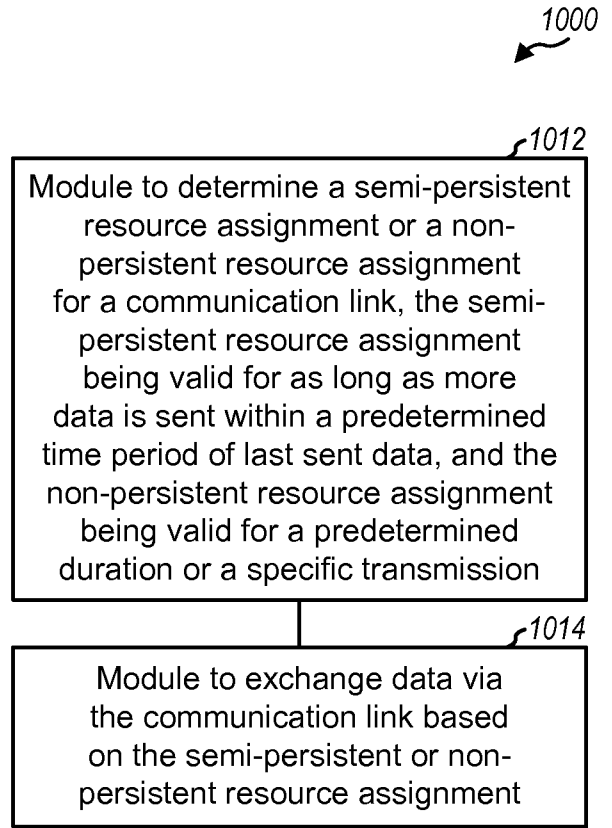 1000
1012
Module to determine a semi-persistent
resource assignment or a non-
persistent resource assignment
for a communication link, the semi-
persistent resource assignment
being valid for as long as more
data is sent within a predetermined
time period of last sent data, and the
non-persistent resource assignment
being valid for a predetermined
duration or a specific transmission
1014
Module to exchange data via
the communication link based
on the semi-persistent or non-
persistent resource assignment